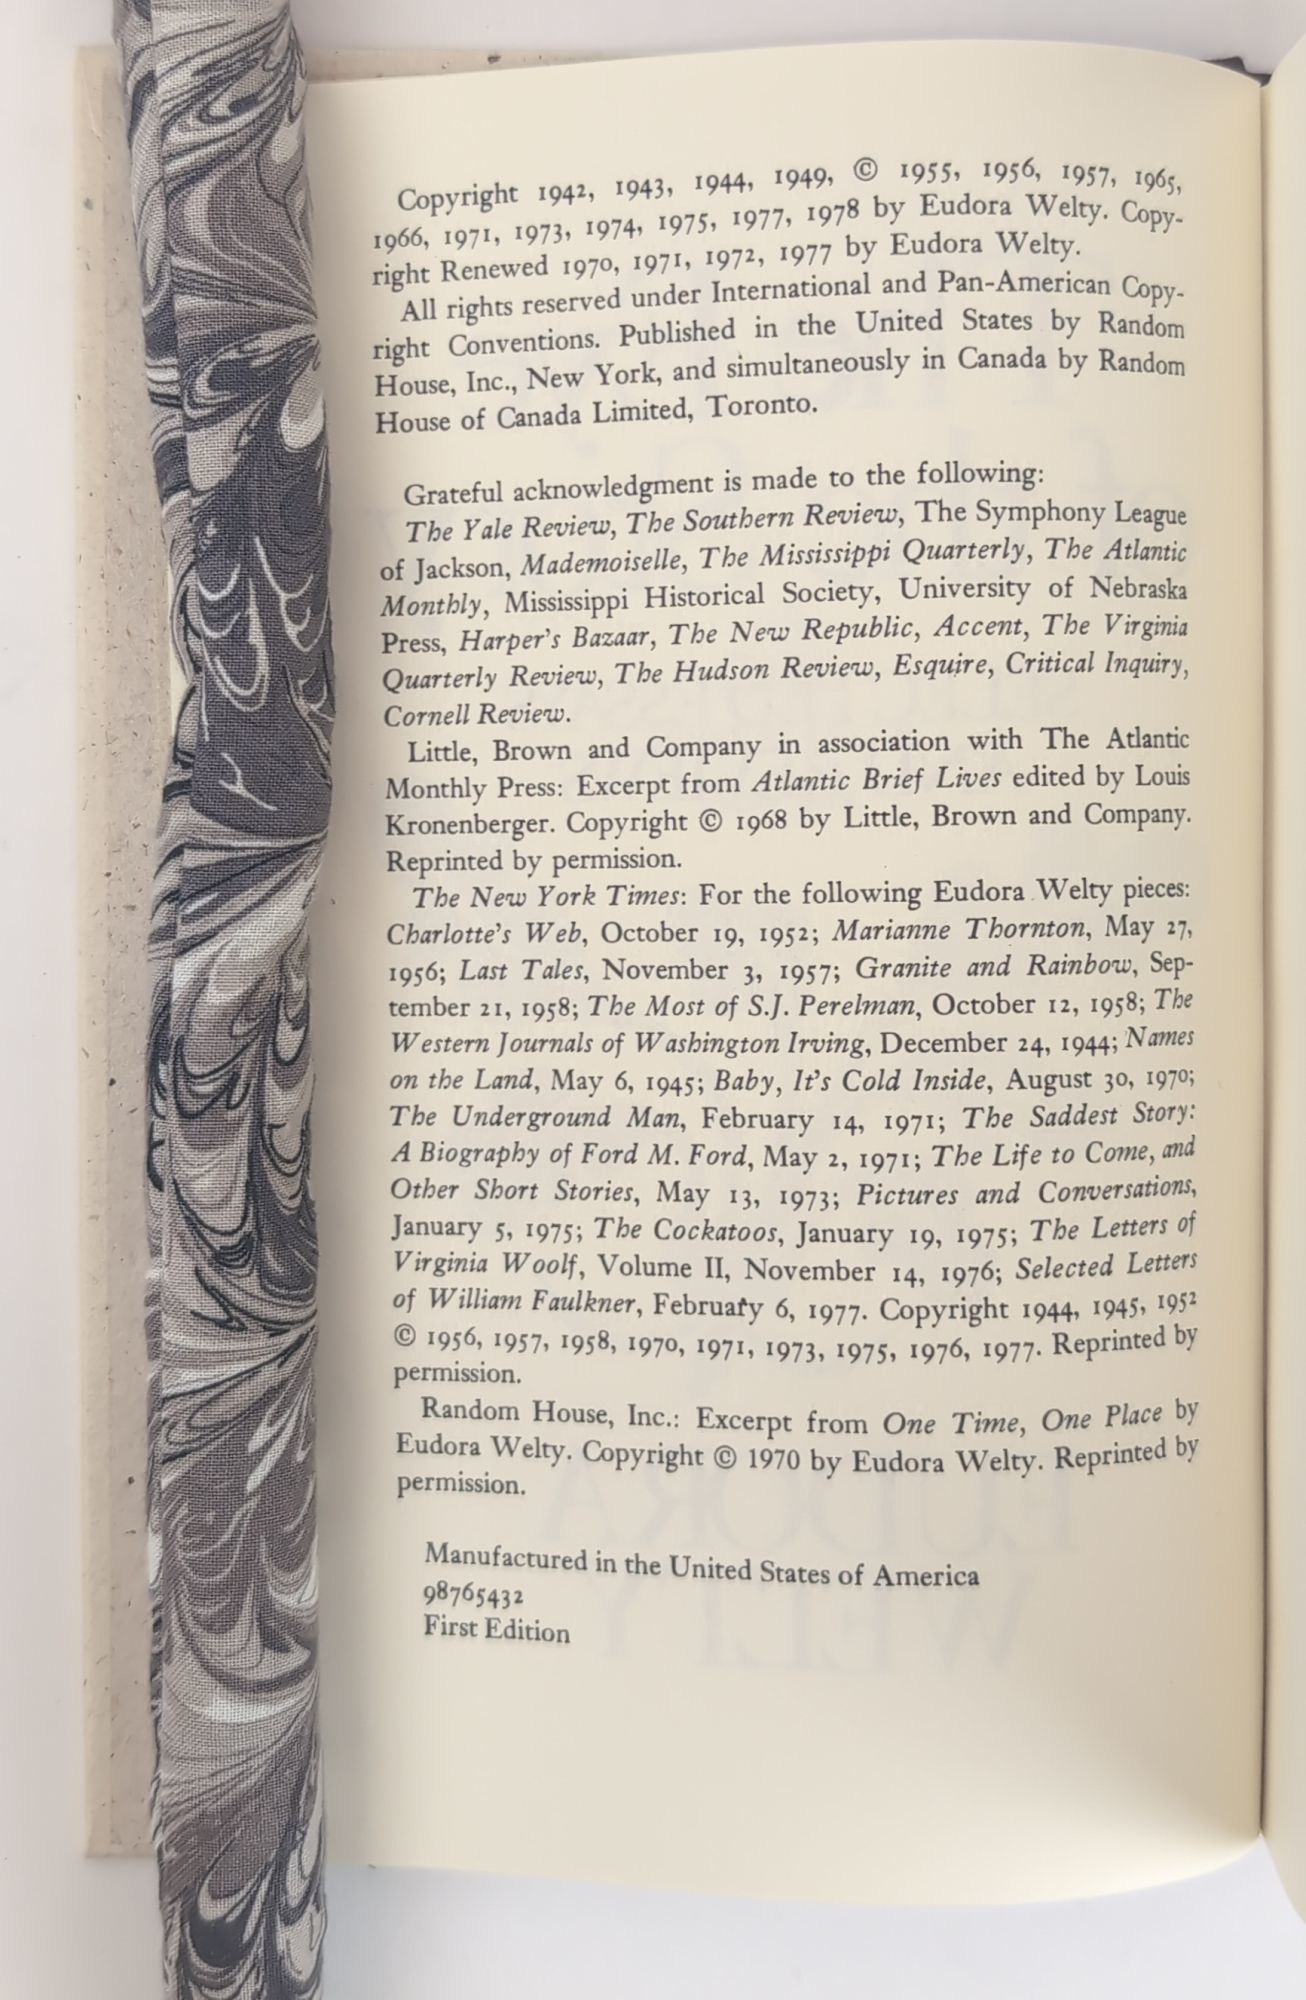 Copyright 1942, 1943, 1944, 1949, © 1955, 1956, 1957, 1965,
1966, 1971, 1973, 1974, 1975, 1977, 1978 by Eudora Welty. Copy-
right Renewed 1970, 1971, 1972, 1977 by Eudora Welty.
All rights reserved under International and Pan-American Copy-
right Conventions. Published in the United States by Random
House, Inc., New York, and simultaneously in Canada by Random
House of Canada Limited, Toronto.
Grateful acknowledgment is made to the following:
The Yale Review, The Southern Review, The Symphony League
of Jackson, Mademoiselle, The Mississippi Quarterly, The Atlantic
Monthly, Mississippi Historical Society, University of Nebraska
Press, Harper's Bazaar, The New Republic, Accent, The Virginia
Quarterly Review, The Hudson Review, Esquire, Critical Inquiry,
Cornell Review.
Little, Brown and Company in association with The Atlantic
Monthly Press: Excerpt from Atlantic Brief Lives edited by Louis
Kronenberger. Copyright © 1968 by Little, Brown and Company.
Reprinted by permission.
The New York Times: For the following Eudora Welty pieces:
Charlotte's Web, October 19, 1952; Marianne Thornton, May 27,
1956; Last Tales, November 3, 1957; Granite and Rainbow, Sep-
tember 21, 1958; The Most of S.J. Perelman, October 12, 1958; The
Western Journals of Washington Irving, December 24, 1944; Names
on the Land, May 6, 1945; Baby, It's Cold Inside, August 30, 1970;
The Underground Man, February 14, 1971; The Saddest Story:
A Biography of Ford M. Ford, May 2, 1971; The Life to Come, and
Other Short Stories, May 13, 1973; Pictures and Conversations,
January 5, 1975; The Cockatoos, January 19, 1975; The Letters of
Virginia Woolf, Volume II, November 14, 1976; Selected Letters
of William Faulkner, February 6, 1977. Copyright 1944, 1945, 1952
© 1956, 1957, 1958, 1970, 1971, 1973, 1975, 1976, 1977. Reprinted by
permission.
Random House, Inc.: Excerpt from One Time, One Place by
Eudora Welty. Copyright © 1970 by Eudora Welty. Reprinted by
permission.
Manufactured in the United States of America
98765432
First Edition